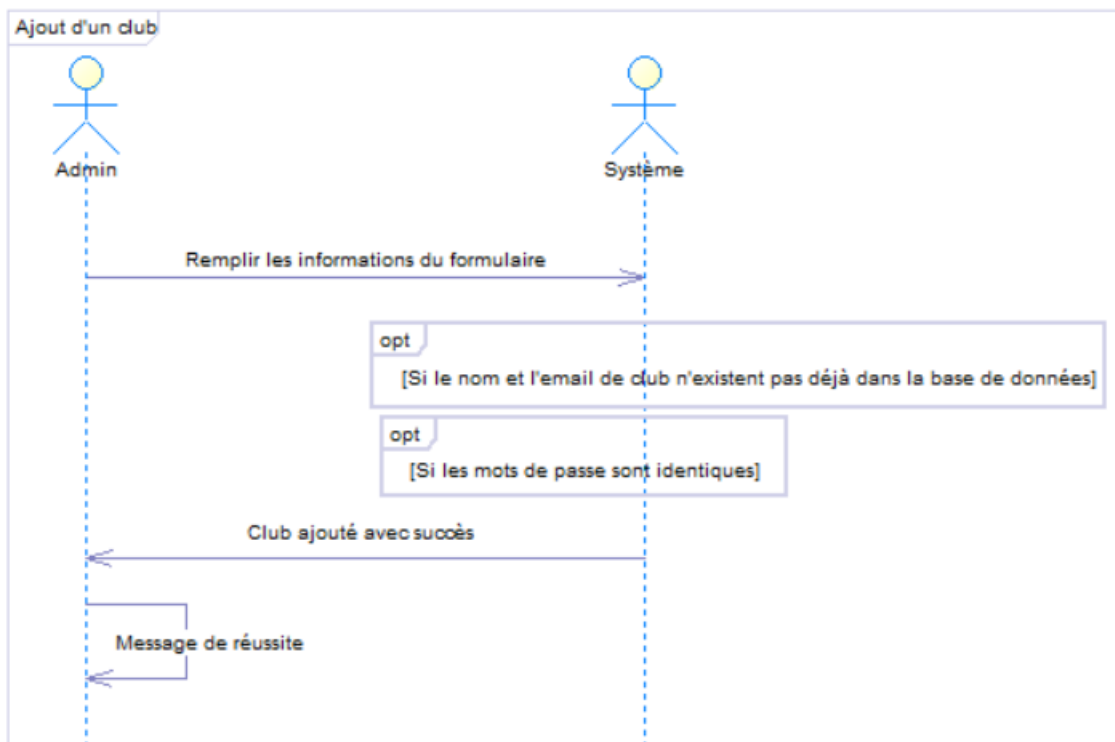 Ajout d'un club
Admin
Système
Remplir les informations du formulaire
opt
[Si le nom et l'email de club n'existent pas déjà dans la base de données]
opt
[Si les mots de passe sont identiques]
Club ajouté avec succès
Message de réussite